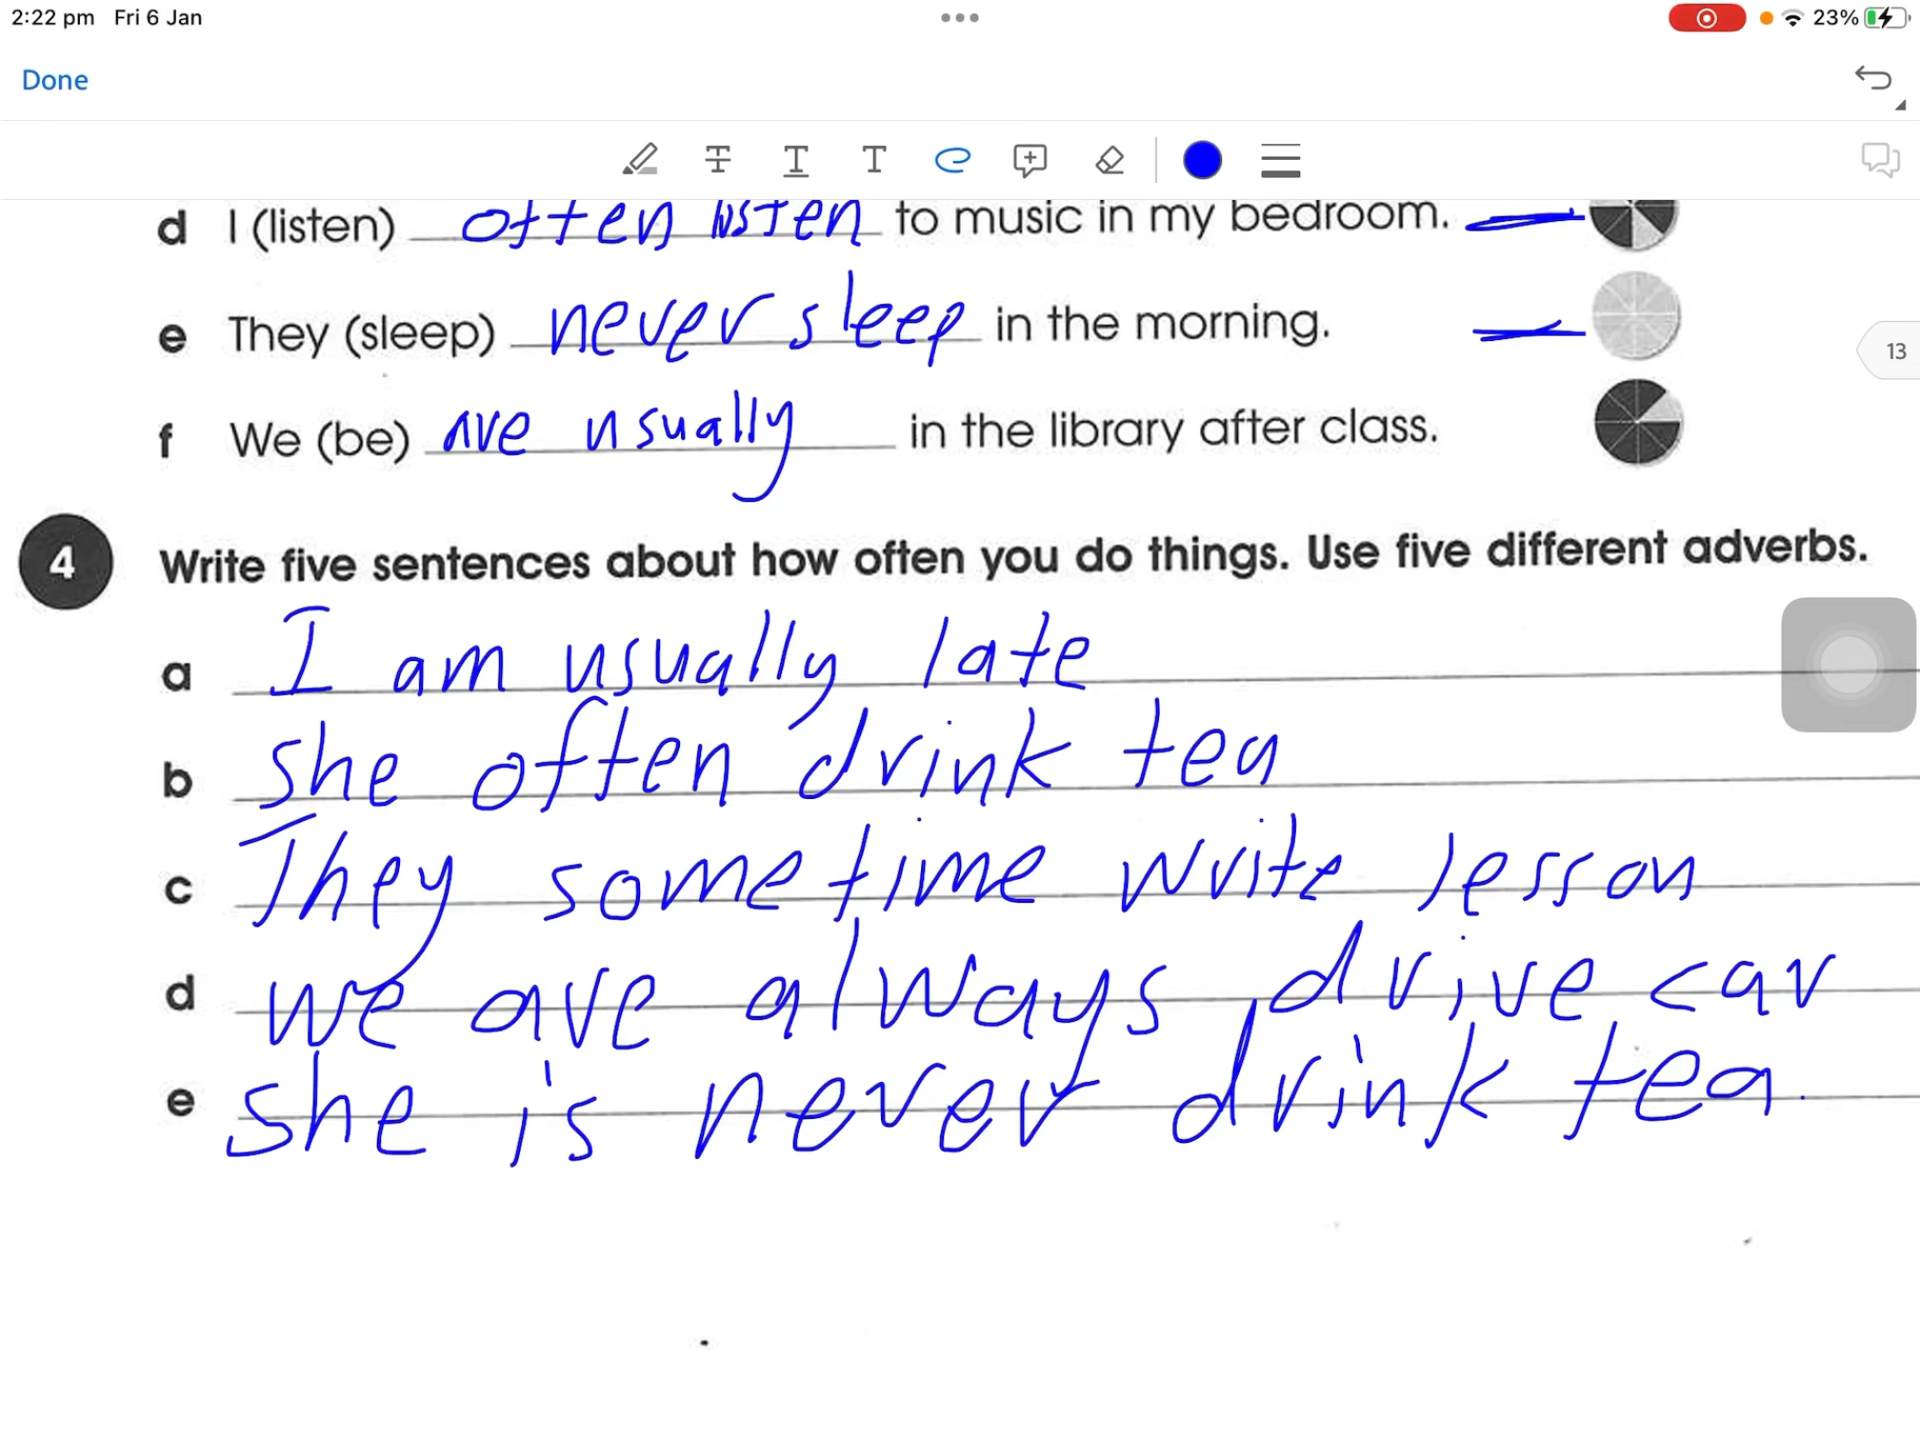 2:22 pm Fri 6 Jan 23%
Done
d I (listen) often listen to music in my bedroom.
e They (sleep) never sleep in the morning.
13
f We (be) are usually in the library after class.
4 Write five sentences about how often you do things. Use five different adverbs.
a I am usually late
b she often drink tea
c They sometime write lesson
d we are always drive car
e she is never drink tea.